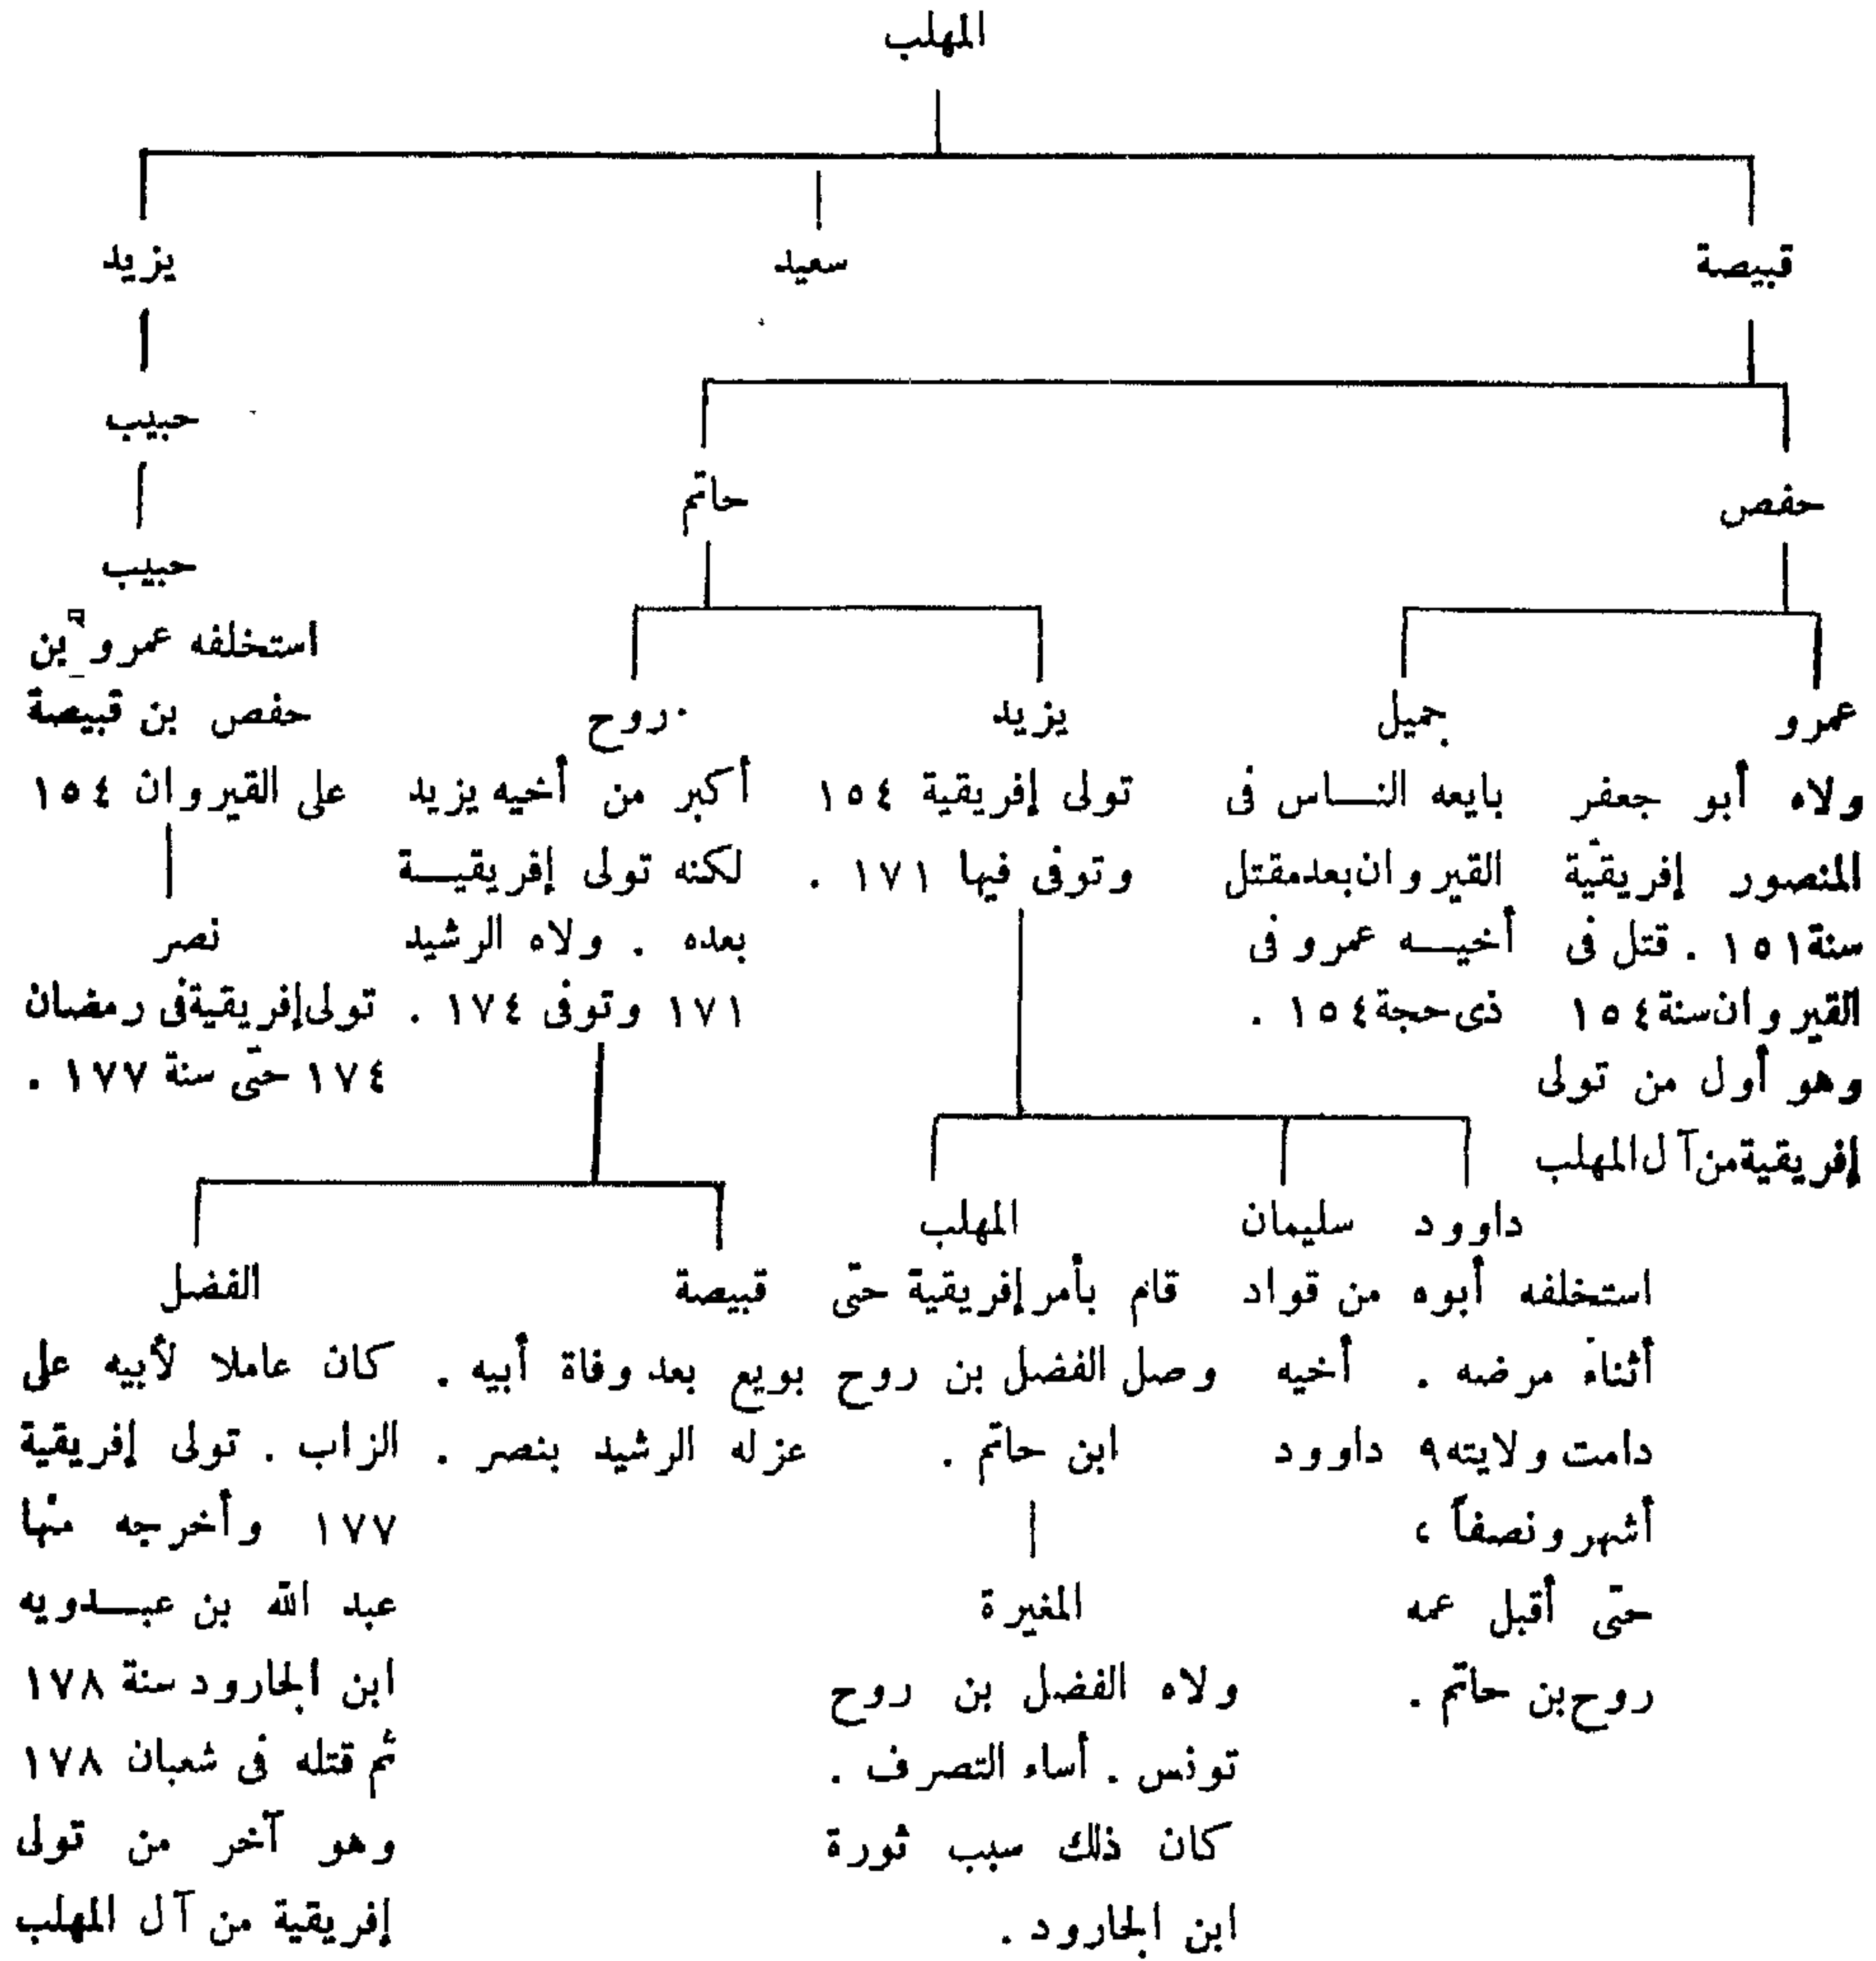 المهلب
قبيصة
سعيد
يزيد
حفص
حاتم
حبيب
حبيب
استخلفه عمرو بن
حفص بن قبيصة
على القيروان ١٥٤
نصر
تولى إفريقية فى رمضان
١٧٤ حتى سنة ١٧٧ .
عمرو
ولاه أبو جعفر
المنصور إفريقية
سنة ١٥١ . قتل فى
القيروان سنة ١٥٤
وهو أول من تولى
إفريقية من آل المهلب
جميل
بايعه النـاس فى
القيروان بعد مقتل
أخيـه عمرو فى
ذى حجة ١٥٤ .
يزيد
تولى إفريقية ١٥٤
وتوفى فيها ١٧١ .
روح
أكبر من أخيه يزيد
لكنه تولى إفريقيـة
بعده . ولاه الرشيد
١٧١ وتوفى ١٧٤ .
داوود
استخلفه أبوه
أثناء مرضه .
دامت ولايته ٩
أشهر ونصفاً ،
حتى أقبل عمه
روح بن حاتم .
سليمان
من قواد
أخيه
داوود
المهلب
قام بأمر إفريقية حتى
وصل الفضل بن روح
ابن حاتم .
المغيرة
ولاه الفضل بن روح
تونس . أساء التصرف .
كان ذلك سبب ثورة
ابن الجارود .
قبيصة
بويع بعد وفاة أبيه .
عزله الرشيد بنصر .
الفضل
كان عاملا لأبيه على
الزاب . تولى إفريقية
١٧٧ وأخرجه منها
عبد الله بن عبـدويه
ابن الجارود سنة ١٧٨
ثم قتله فى شعبان ١٧٨
وهو آخر من تولى
إفريقية من آل المهلب